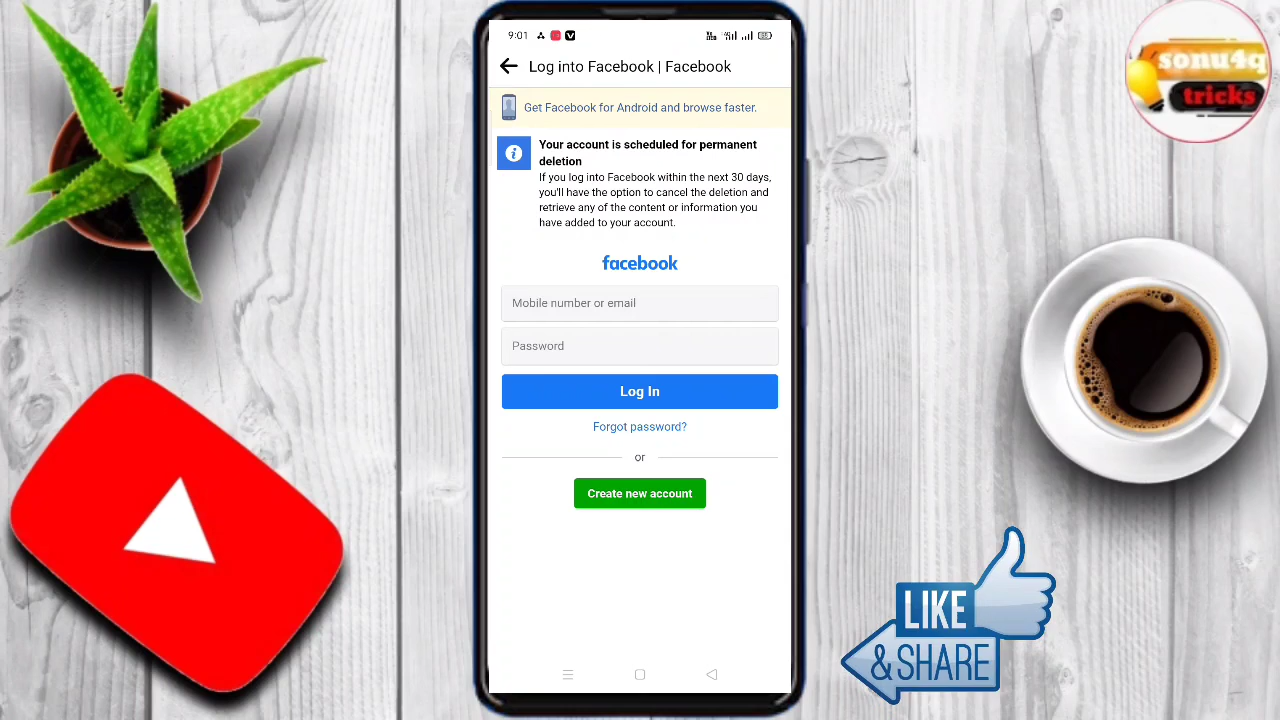 9:01
Log into Facebook | Facebook
Get Facebook for Android and browse faster.
Your account is scheduled for permanent
deletion
If you log into Facebook within the next 30 days,
you'll have the option to cancel the deletion and
retrieve any of the content or information you
have added to your account.
facebook
Mobile number or email
Password
Log In
Forgot password?
or
Create new account
sonu4q
tricks
LIKE
& SHARE